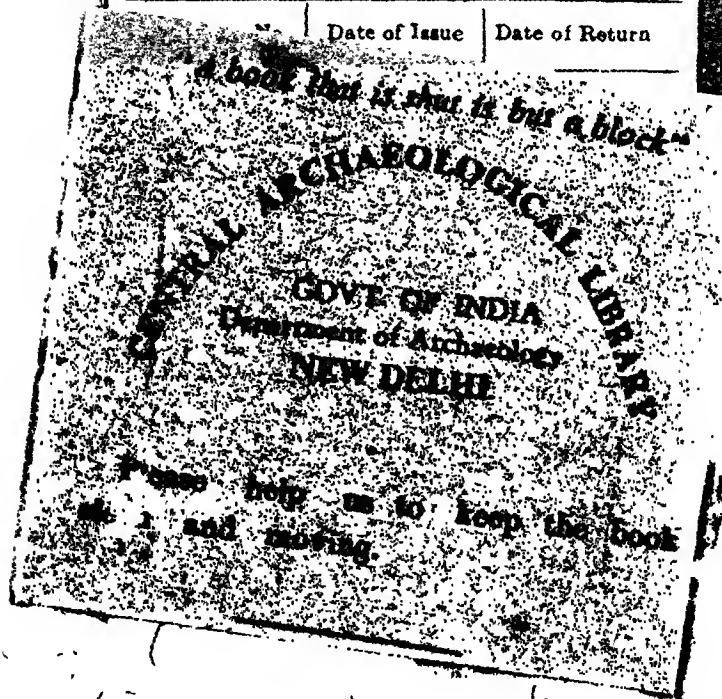 Date of Issue Date of Return
"A book that is shut is but a block"
CENTRAL ARCHAEOLOGICAL LIBRARY
GOVT. OF INDIA
Department of Archaeology
NEW DELHI
Please help us to keep the book
and moving.